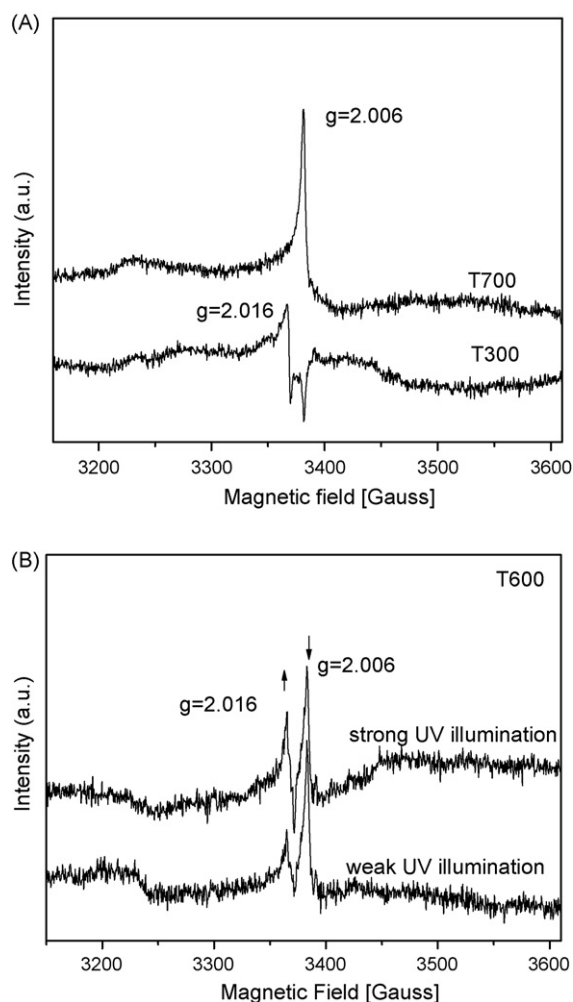 (A)
g=2.006
T700
g=2.016
T300
Intensity (a.u.)
3200 3300 3400 3500 3600
Magnetic field [Gauss]
(B)
T600
g=2.006
g=2.016
strong UV illumination
weak UV illumination
Intensity (a.u.)
3200 3300 3400 3500 3600
Magnetic Field [Gauss]